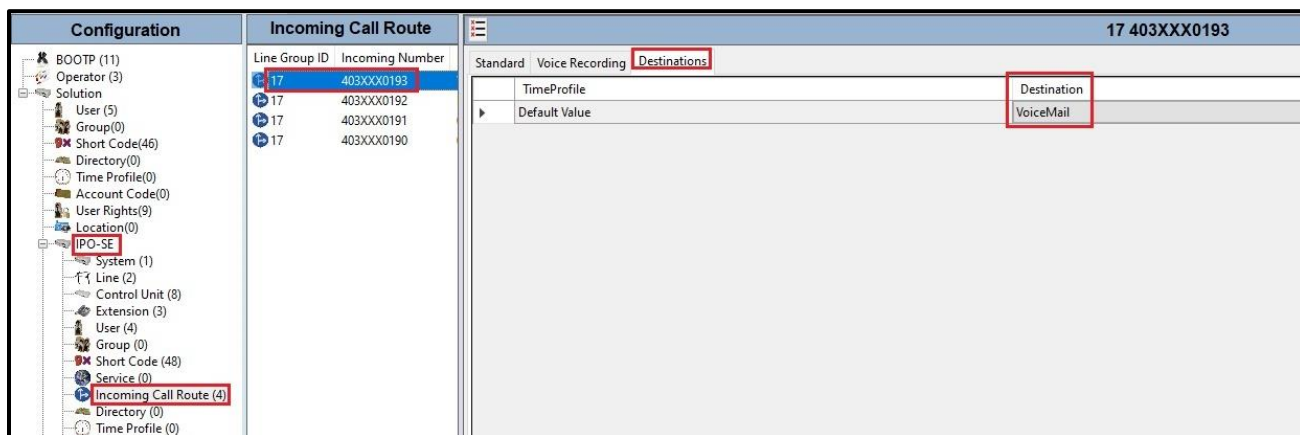 Configuration
BOOTP (11)
Operator (3)
Solution
User (5)
Group(0)
Short Code(46)
Directory(0)
Time Profile(0)
Account Code(0)
User Rights(9)
Location(0)
IPO-SE
System (1)
Line (2)
Control Unit (8)
Extension (3)
User (4)
Group (0)
Short Code (48)
Service (0)
Incoming Call Route (4)
Directory (0)
Time Profile (0)
Incoming Call Route
Line Group ID Incoming Number
17 403XXX0193
17 403XXX0192
17 403XXX0191
17 403XXX0190
17 403XXX0193
Standard Voice Recording Destinations
TimeProfile Destination
Default Value VoiceMail